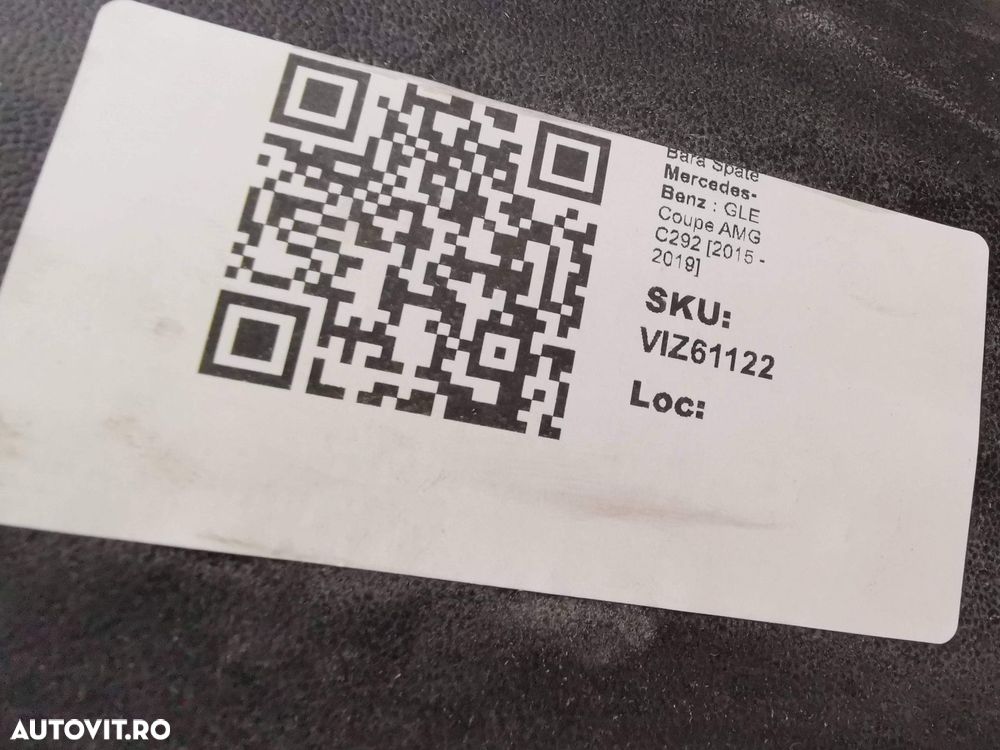 Bara Spate
Mercedes-
Benz : GLE
Coupe AMG
C292 [2015 -
2019]
SKU:
VIZ61122
Loc:
AUTOVIT.RO